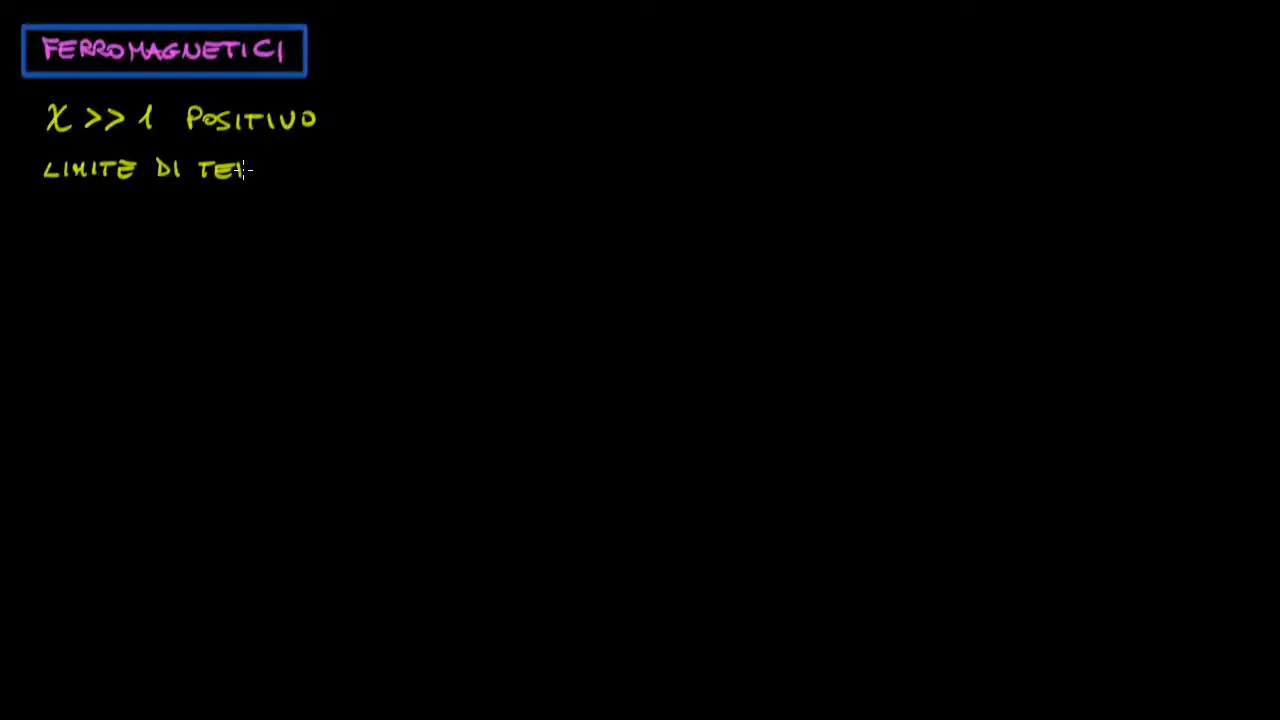 FERROMAGNETICI
χ >> 1 POSITIVO
LIMITE DI TE